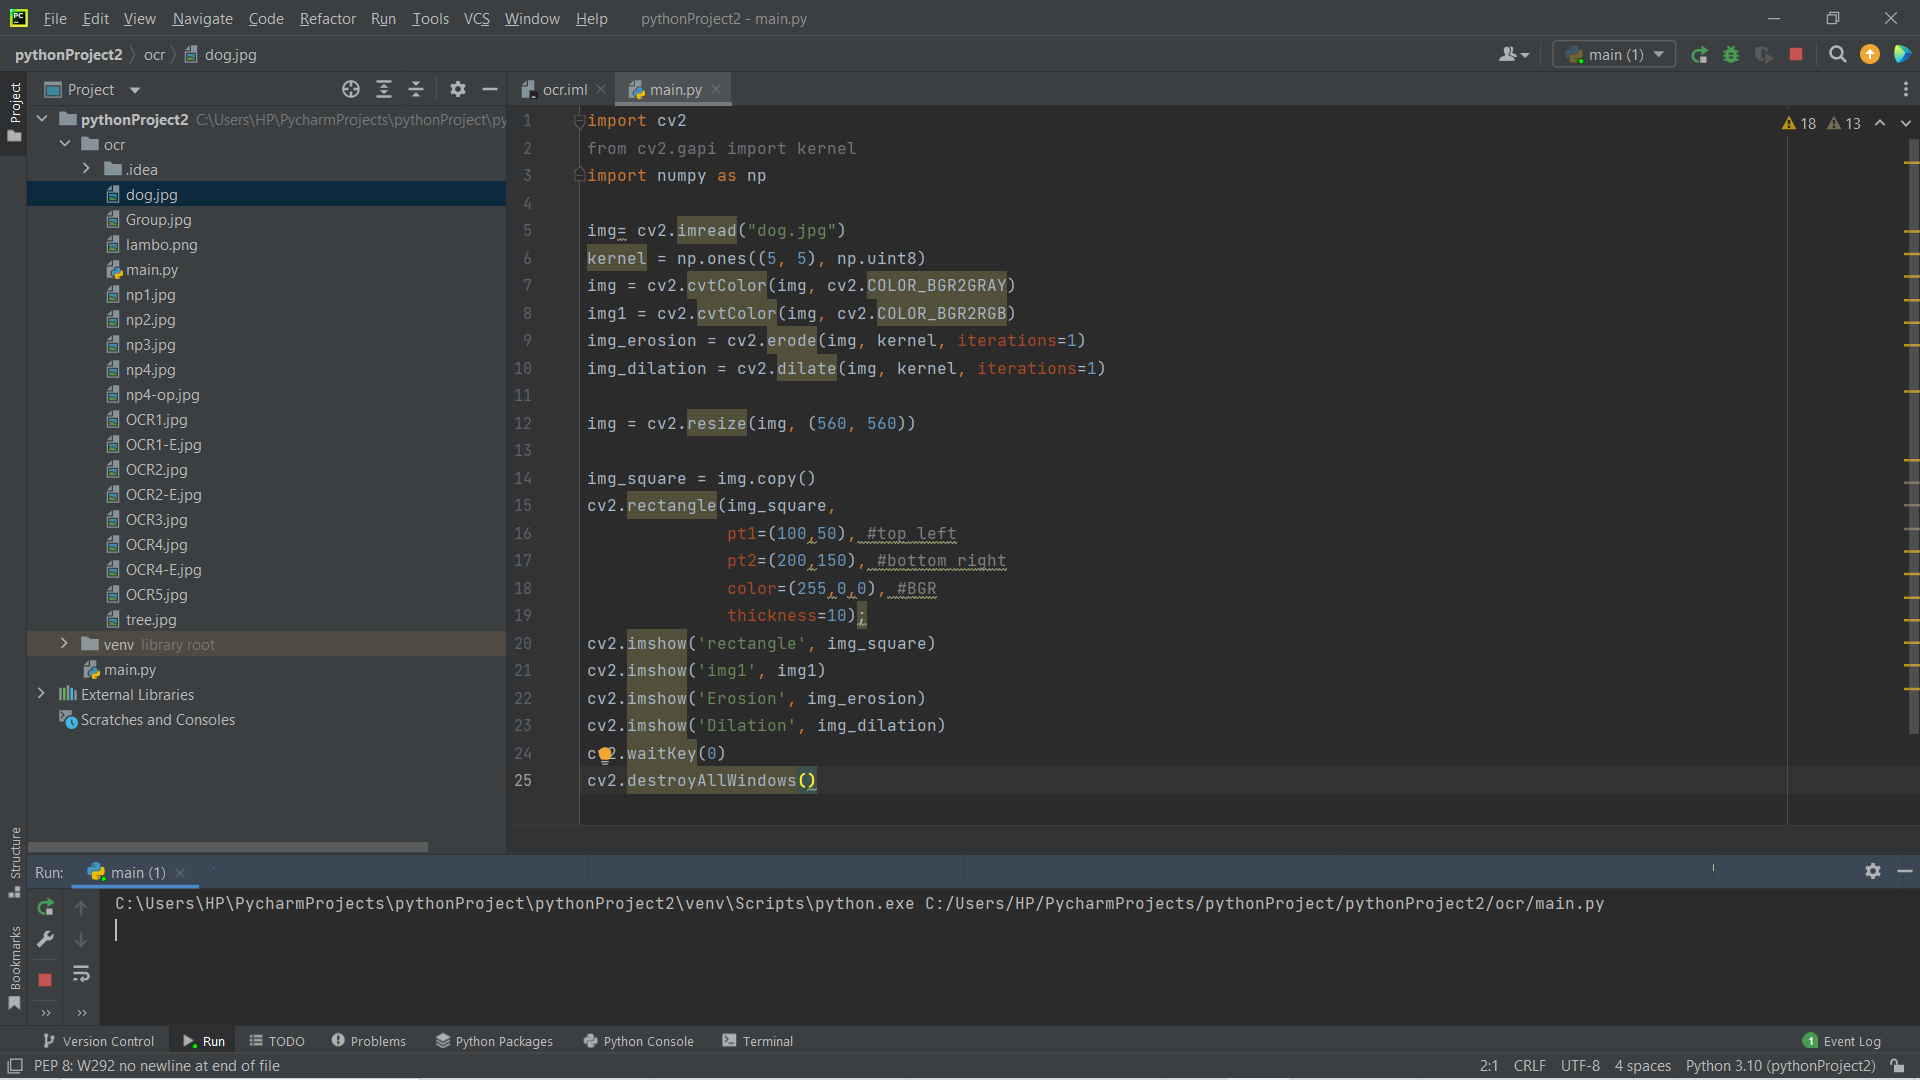 File Edit View Navigate Code Refactor Run Tools VCS Window Help pythonProject2 - main.py
pythonProject2 ocr dog.jpg main (1)
Project
Project ocr.iml main.py
pythonProject2 C:\Users\HP\PycharmProjects\pythonProject\py
ocr
.idea
dog.jpg
Group.jpg
lambo.png
main.py
np1.jpg
np2.jpg
np3.jpg
np4.jpg
np4-op.jpg
OCR1.jpg
OCR1-E.jpg
OCR2.jpg
OCR2-E.jpg
OCR3.jpg
OCR4.jpg
OCR4-E.jpg
OCR5.jpg
tree.jpg
venv library root
main.py
External Libraries
Scratches and Consoles
18 13
1 import cv2
2 from cv2.gapi import kernel
3 import numpy as np
4
5 img= cv2.imread("dog.jpg")
6 kernel = np.ones((5, 5), np.uint8)
7 img = cv2.cvtColor(img, cv2.COLOR_BGR2GRAY)
8 img1 = cv2.cvtColor(img, cv2.COLOR_BGR2RGB)
9 img_erosion = cv2.erode(img, kernel, iterations=1)
10 img_dilation = cv2.dilate(img, kernel, iterations=1)
11
12 img = cv2.resize(img, (560, 560))
13
14 img_square = img.copy()
15 cv2.rectangle(img_square,
16 pt1=(100,50), #top left
17 pt2=(200,150), #bottom right
18 color=(255,0,0), #BGR
19 thickness=10);
20 cv2.imshow('rectangle', img_square)
21 cv2.imshow('img1', img1)
22 cv2.imshow('Erosion', img_erosion)
23 cv2.imshow('Dilation', img_dilation)
24 cv2.waitKey(0)
25 cv2.destroyAllWindows()
Structure
Bookmarks
Run: main (1)
C:\Users\HP\PycharmProjects\pythonProject\pythonProject2\venv\Scripts\python.exe C:/Users/HP/PycharmProjects/pythonProject/pythonProject2/ocr/main.py
Version Control Run TODO Problems Python Packages Python Console Terminal 1 Event Log
PEP 8: W292 no newline at end of file 2:1 CRLF UTF-8 4 spaces Python 3.10 (pythonProject2)